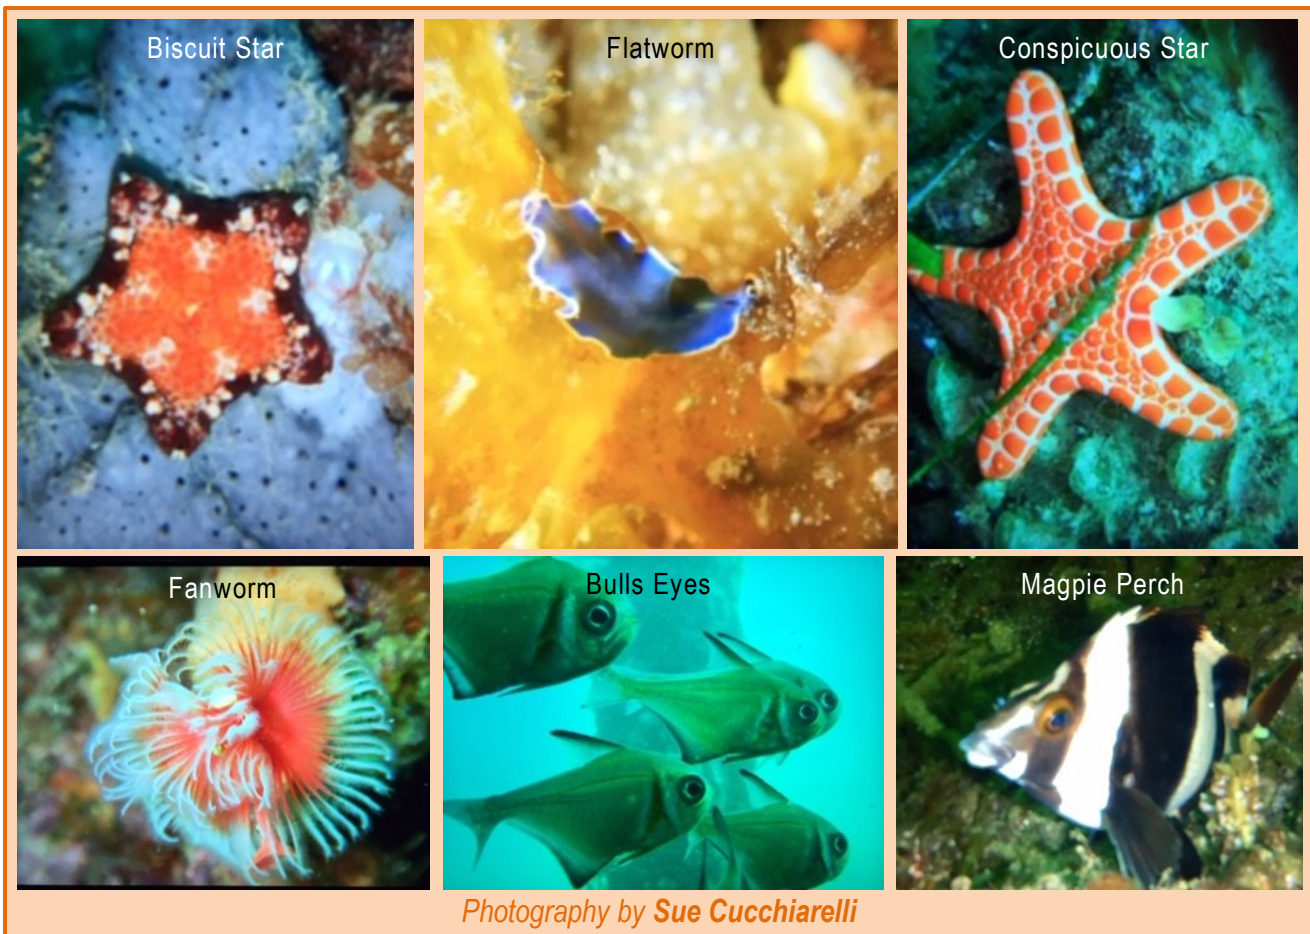 Biscuit Star
Flatworm
Conspicuous Star
Fanworm
Bulls Eyes
Magpie Perch
Photography by Sue Cucchiarelli